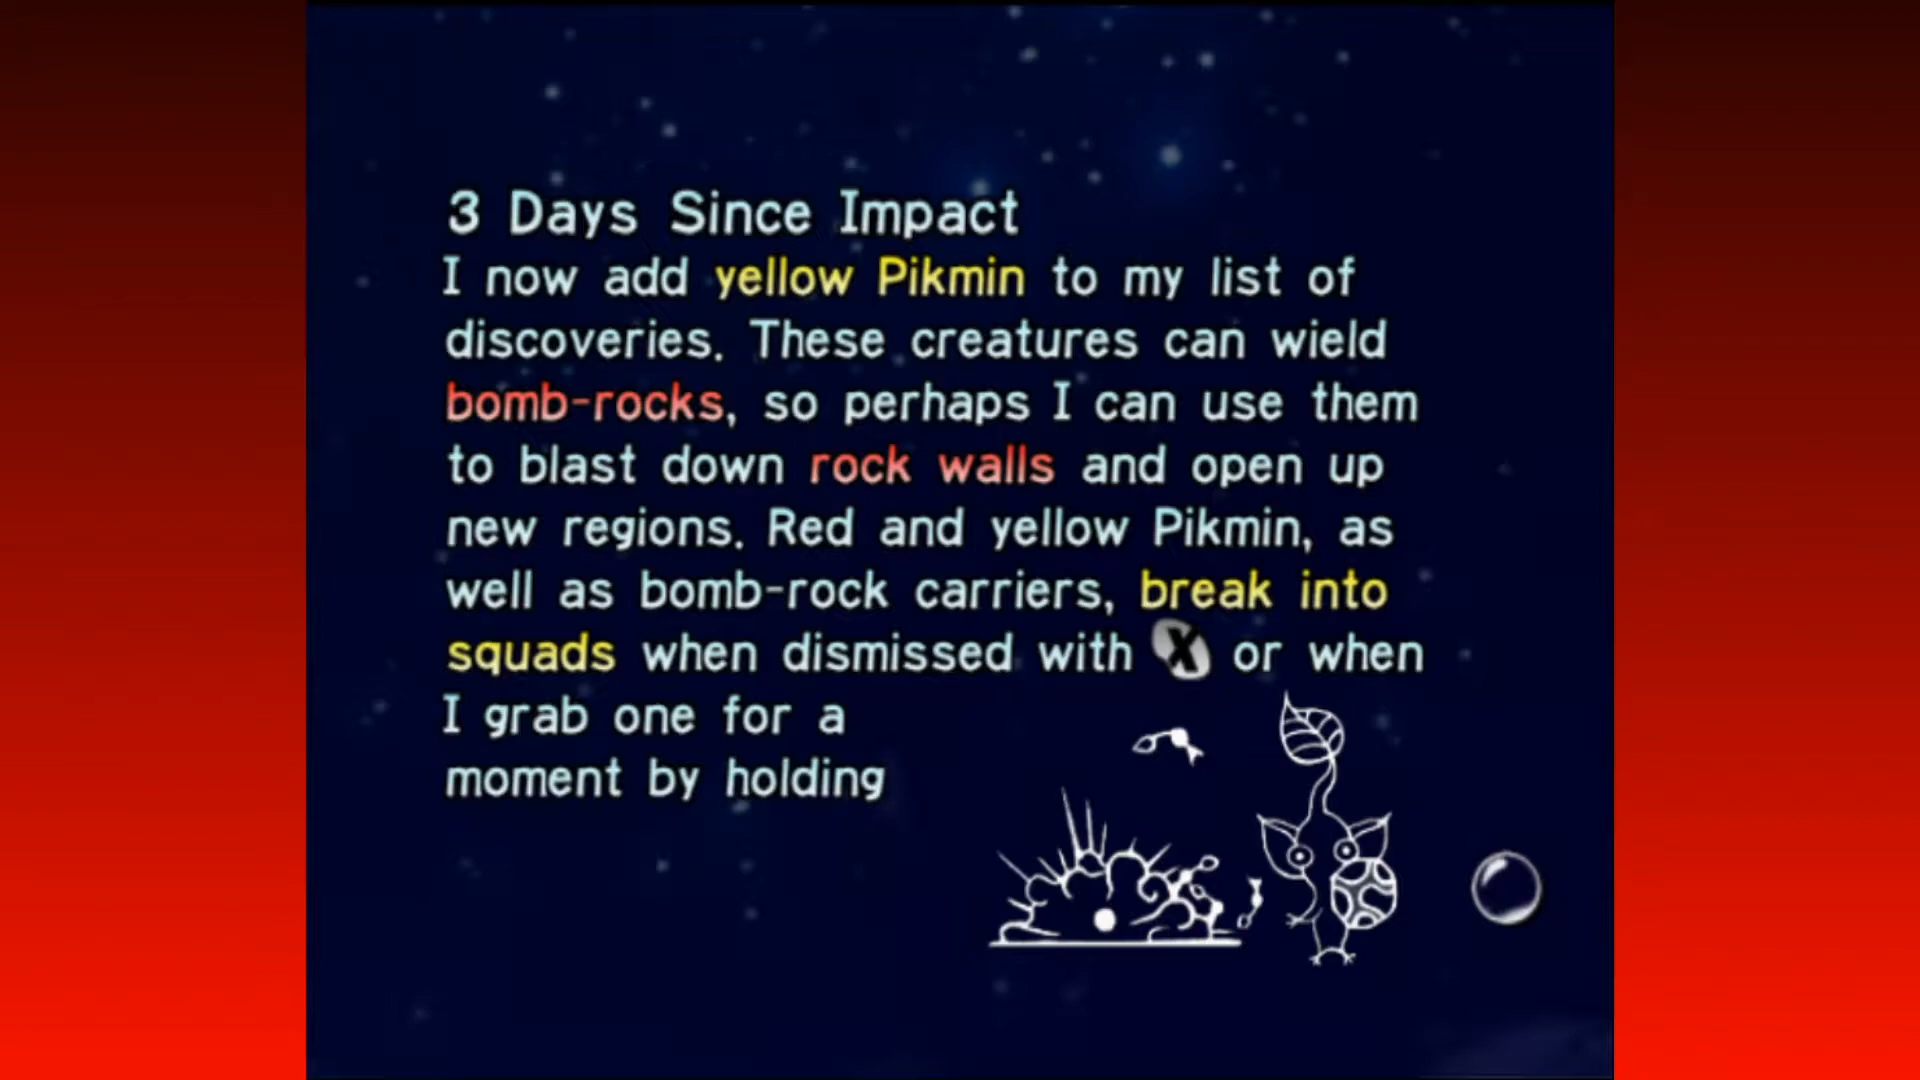 3 Days Since Impact
I now add yellow Pikmin to my list of
discoveries. These creatures can wield
bomb-rocks, so perhaps I can use them
to blast down rock walls and open up
new regions. Red and yellow Pikmin, as
well as bomb-rock carriers, break into
squads when dismissed with X or when
I grab one for a
moment by holding